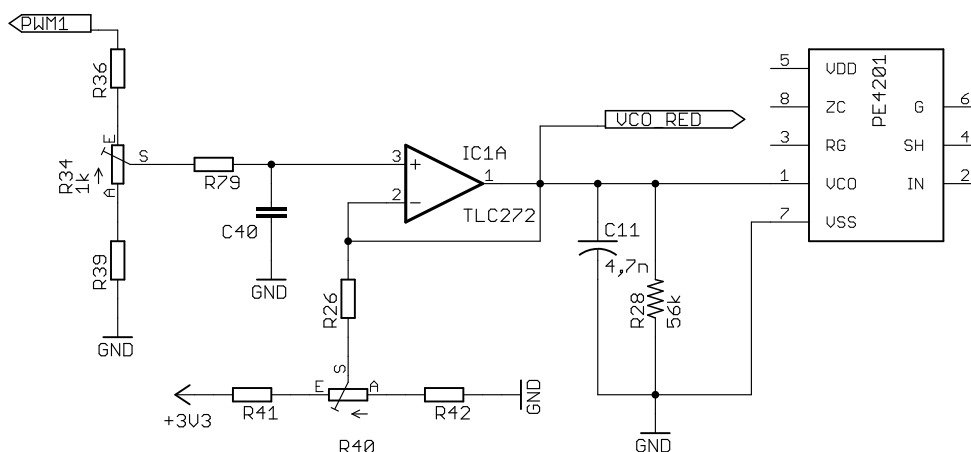 PWM1
R36
E
R34
1k
S
A
R39
GND
R79
C40
GND
3
+
2
−
IC1A
1
TLC272
R26
S
E
A
+3V3
R41
R40
R42
GND
VCO_RED
C11
4,7n
R28
56k
GND
5
VDD
8
ZC
3
RG
1
VCO
7
VSS
PE4201
G
6
SH
4
IN
2